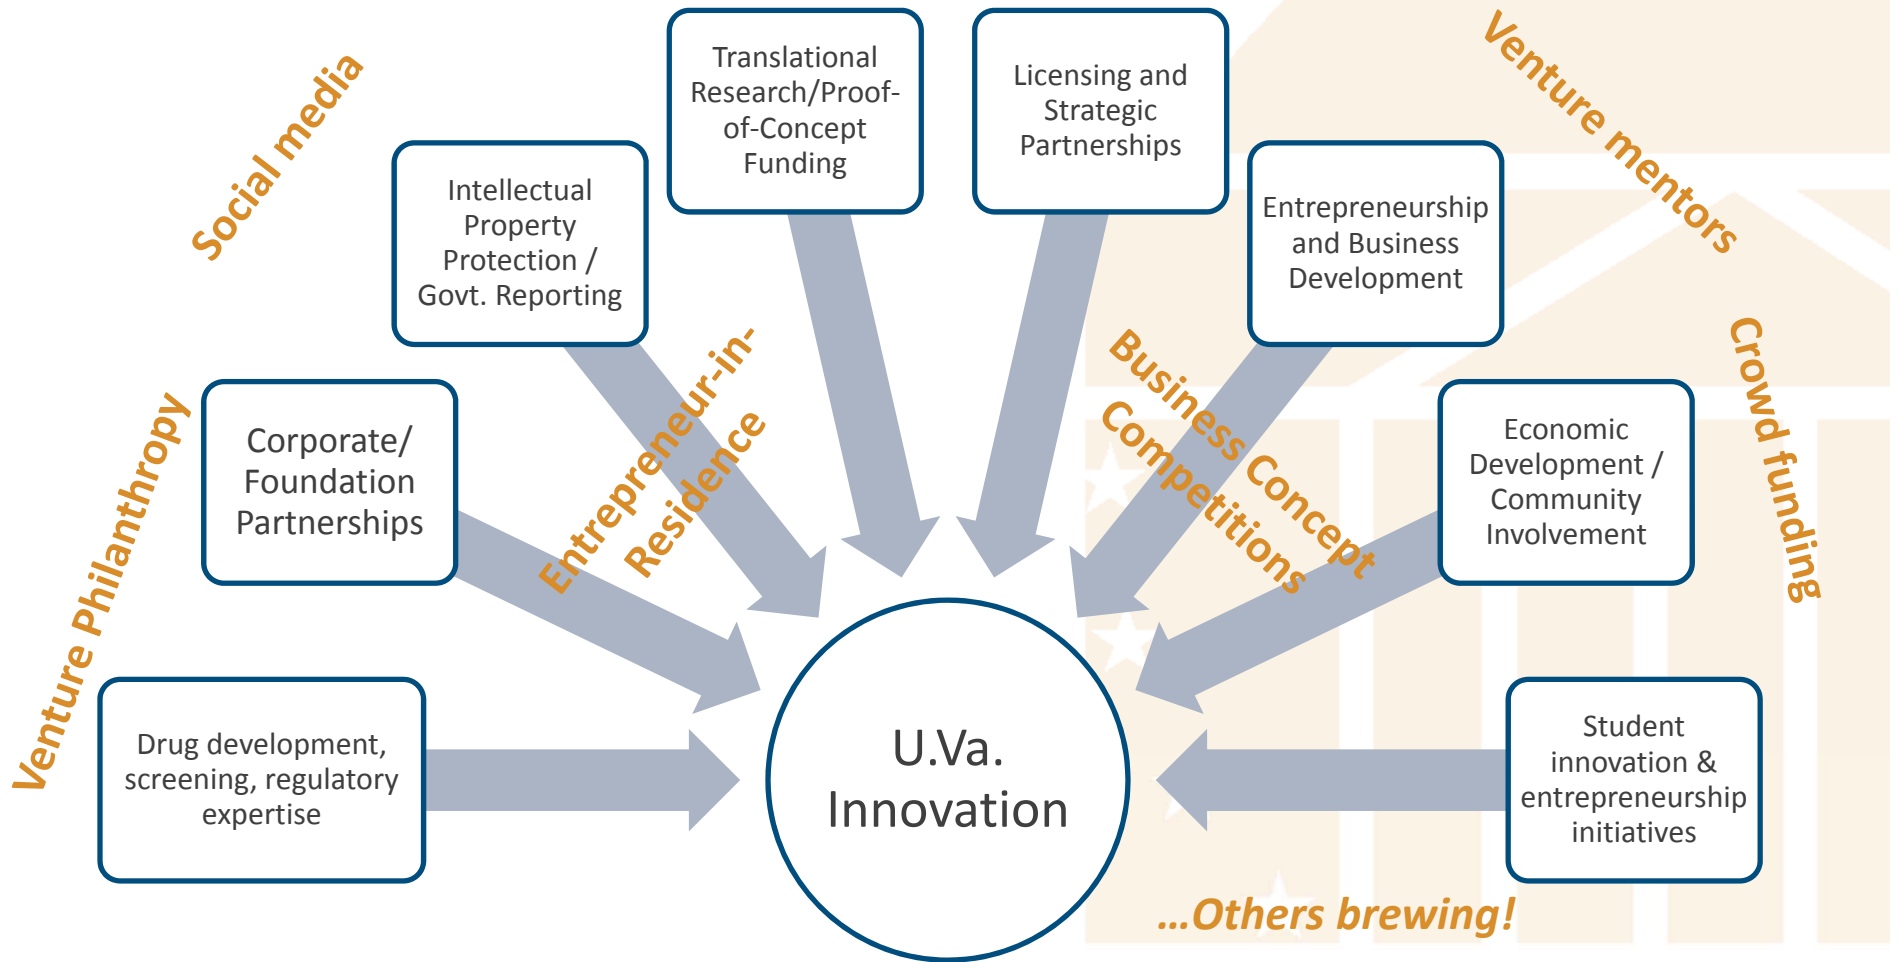 Social media
Translational
Research/Proof-
of-Concept
Funding
Licensing and
Strategic
Partnerships
Venture mentors
Intellectual
Property
Protection /
Govt. Reporting
Entrepreneurship
and Business
Development
Venture Philanthropy
Corporate/
Foundation
Partnerships
Entrepreneur-in-
Residence
Business Concept
Competitions
Economic
Development /
Community
Involvement
Crowd funding
Drug development,
screening, regulatory
expertise
U.Va.
Innovation
Student
innovation &
entrepreneurship
initiatives
...Others brewing!